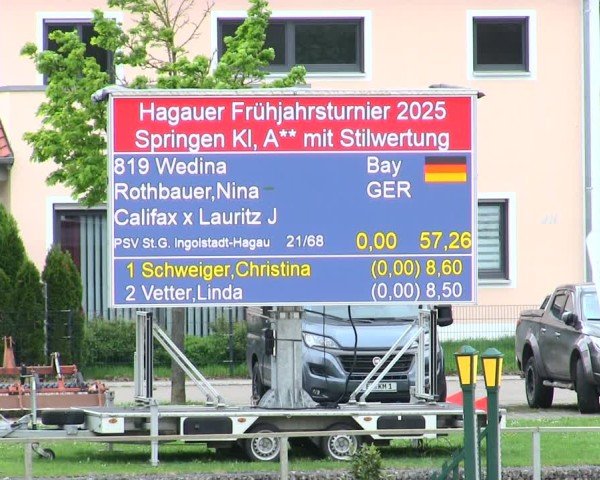 Hagauer Frühjahrsturnier 2025
Springen Kl, A** mit Stilwertung
819 Wedina Bay
Rothbauer,Nina GER
Califax x Lauritz J
PSV St.G. Ingolstadt-Hagau 21/68 0,00 57,26
1 Schweiger,Christina (0,00) 8,60
2 Vetter,Linda (0,00) 8,50